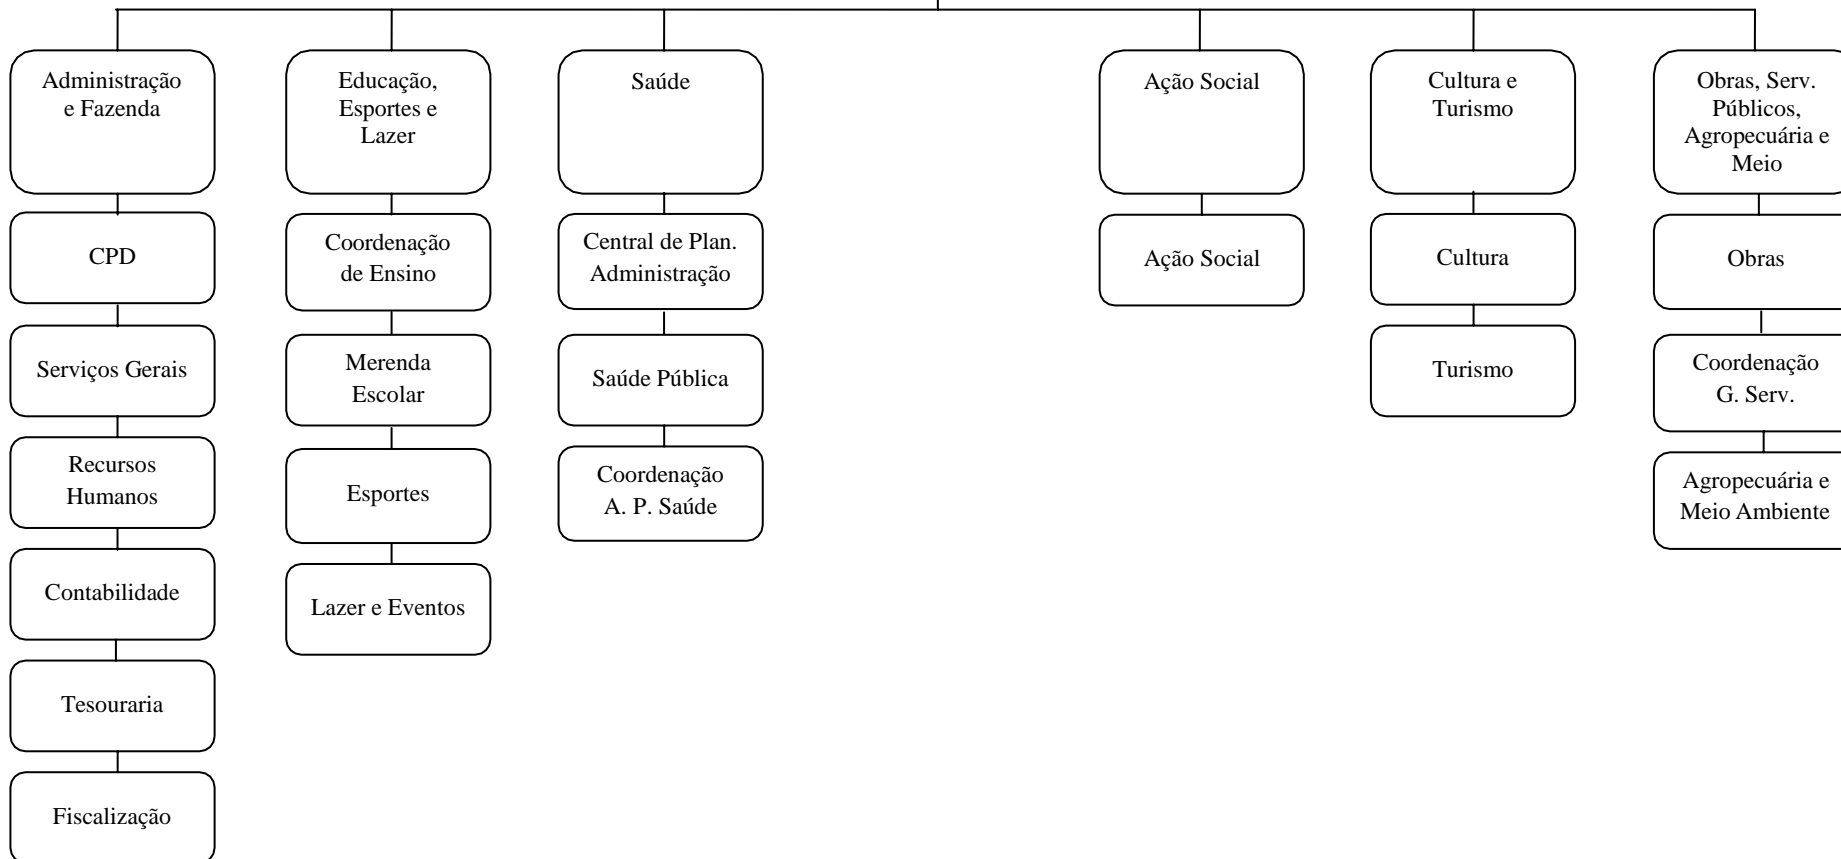 Administração
e Fazenda
CPD
Serviços Gerais
Recursos
Humanos
Contabilidade
Tesouraria
Fiscalização
Educação,
Esportes e
Lazer
Coordenação
de Ensino
Merenda
Escolar
Esportes
Lazer e Eventos
Saúde
Central de Plan.
Administração
Saúde Pública
Coordenação
A. P. Saúde
Ação Social
Ação Social
Cultura e
Turismo
Cultura
Turismo
Obras, Serv.
Públicos,
Agropecuária e
Meio
Obras
Coordenação
G. Serv.
Agropecuária e
Meio Ambiente